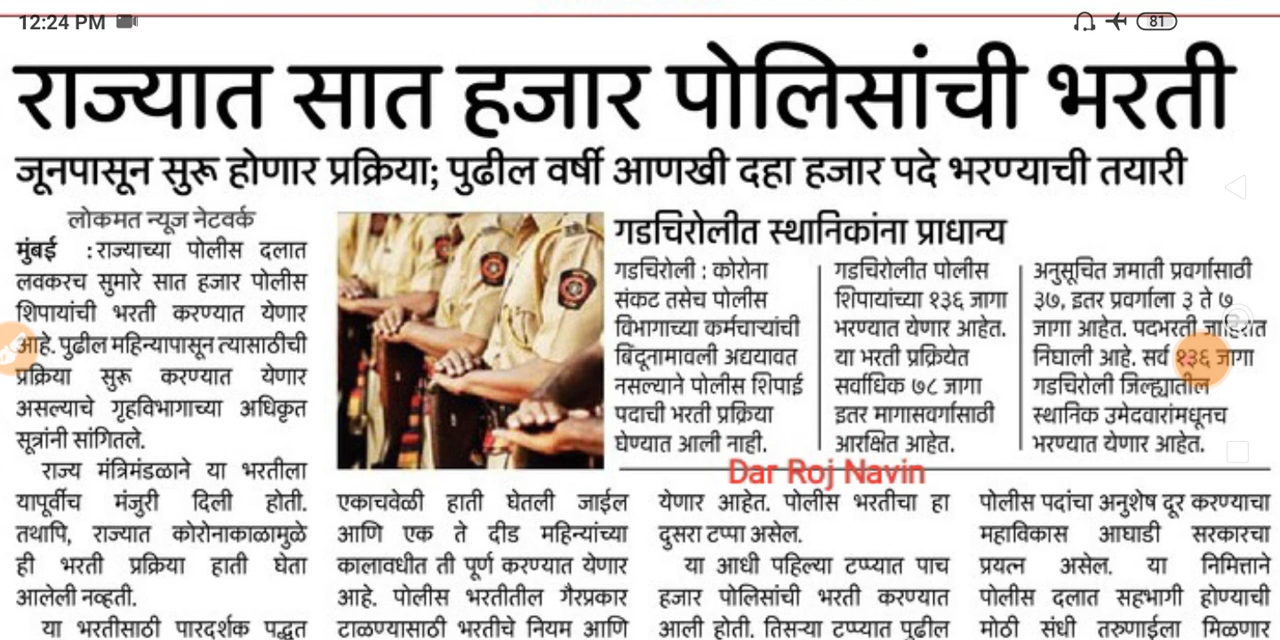 12:24 PM
81
राज्यात सात हजार पोलिसांची भरती
जूनपासून सुरू होणार प्रक्रिया; पुढील वर्षी आणखी दहा हजार पदे भरण्याची तयारी
लोकमत न्यूज नेटवर्क
मुंबई : राज्याच्या पोलीस दलात
लवकरच सुमारे सात हजार पोलीस
शिपायांची भरती करण्यात येणार
आहे. पुढील महिन्यापासून त्यासाठीची
प्रक्रिया सुरू करण्यात येणार
असल्याचे गृहविभागाच्या अधिकृत
सूत्रांनी सांगितले.
राज्य मंत्रिमंडळाने या भरतीला
यापूर्वीच मंजुरी दिली होती.
तथापि, राज्यात कोरोनाकाळामुळे
ही भरती प्रक्रिया हाती घेता
आलेली नव्हती.
या भरतीसाठी पारदर्शक पद्धत
गडचिरोलीत स्थानिकांना प्राधान्य
गडचिरोली : कोरोना
संकट तसेच पोलीस
विभागाच्या कर्मचाऱ्यांची
बिंदूनामावली अद्ययावत
नसल्याने पोलीस शिपाई
पदाची भरती प्रक्रिया
घेण्यात आली नाही.
गडचिरोलीत पोलीस
शिपायांच्या १३६ जागा
भरण्यात येणार आहेत.
या भरती प्रक्रियेत
सर्वाधिक ७८ जागा
इतर मागासवर्गासाठी
आरक्षित आहेत.
अनुसूचित जमाती प्रवर्गासाठी
३७, इतर प्रवर्गाला ३ ते ७
जागा आहेत. पदभरती जाहिरात
निघाली आहे. सर्व १३६ जागा
गडचिरोली जिल्ह्यातील
स्थानिक उमेदवारांमधूनच
भरण्यात येणार आहेत.
Dar Roj Navin
एकाचवेळी हाती घेतली जाईल
आणि एक ते दीड महिन्यांच्या
कालावधीत ती पूर्ण करण्यात येणार
आहे. पोलीस भरतीतील गैरप्रकार
टाळण्यासाठी भरतीचे नियम आणि
येणार आहेत. पोलीस भरतीचा हा
दुसरा टप्पा असेल.
या आधी पहिल्या टप्प्यात पाच
हजार पोलिसांची भरती करण्यात
आली होती. तिसऱ्या टप्प्यात पुढील
पोलीस पदांचा अनुशेष दूर करण्याचा
महाविकास आघाडी सरकारचा
प्रयत्न असेल. या निमित्ताने
पोलीस दलात सहभागी होण्याची
मोठी संधी तरुणाईला मिळणार